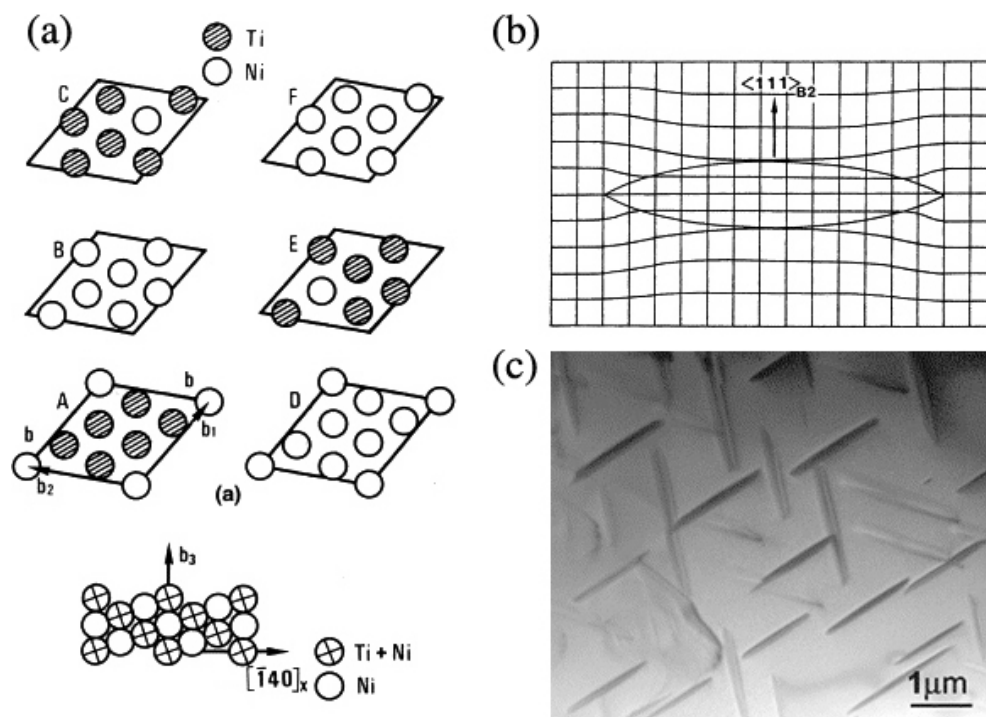 (a)
Ti
Ni
C
F
B
E
A
b
b
b1
b2
D
(a)
b3
[1̄40]x
Ti + Ni
Ni
(b)
<111>B2
(c)
1μm